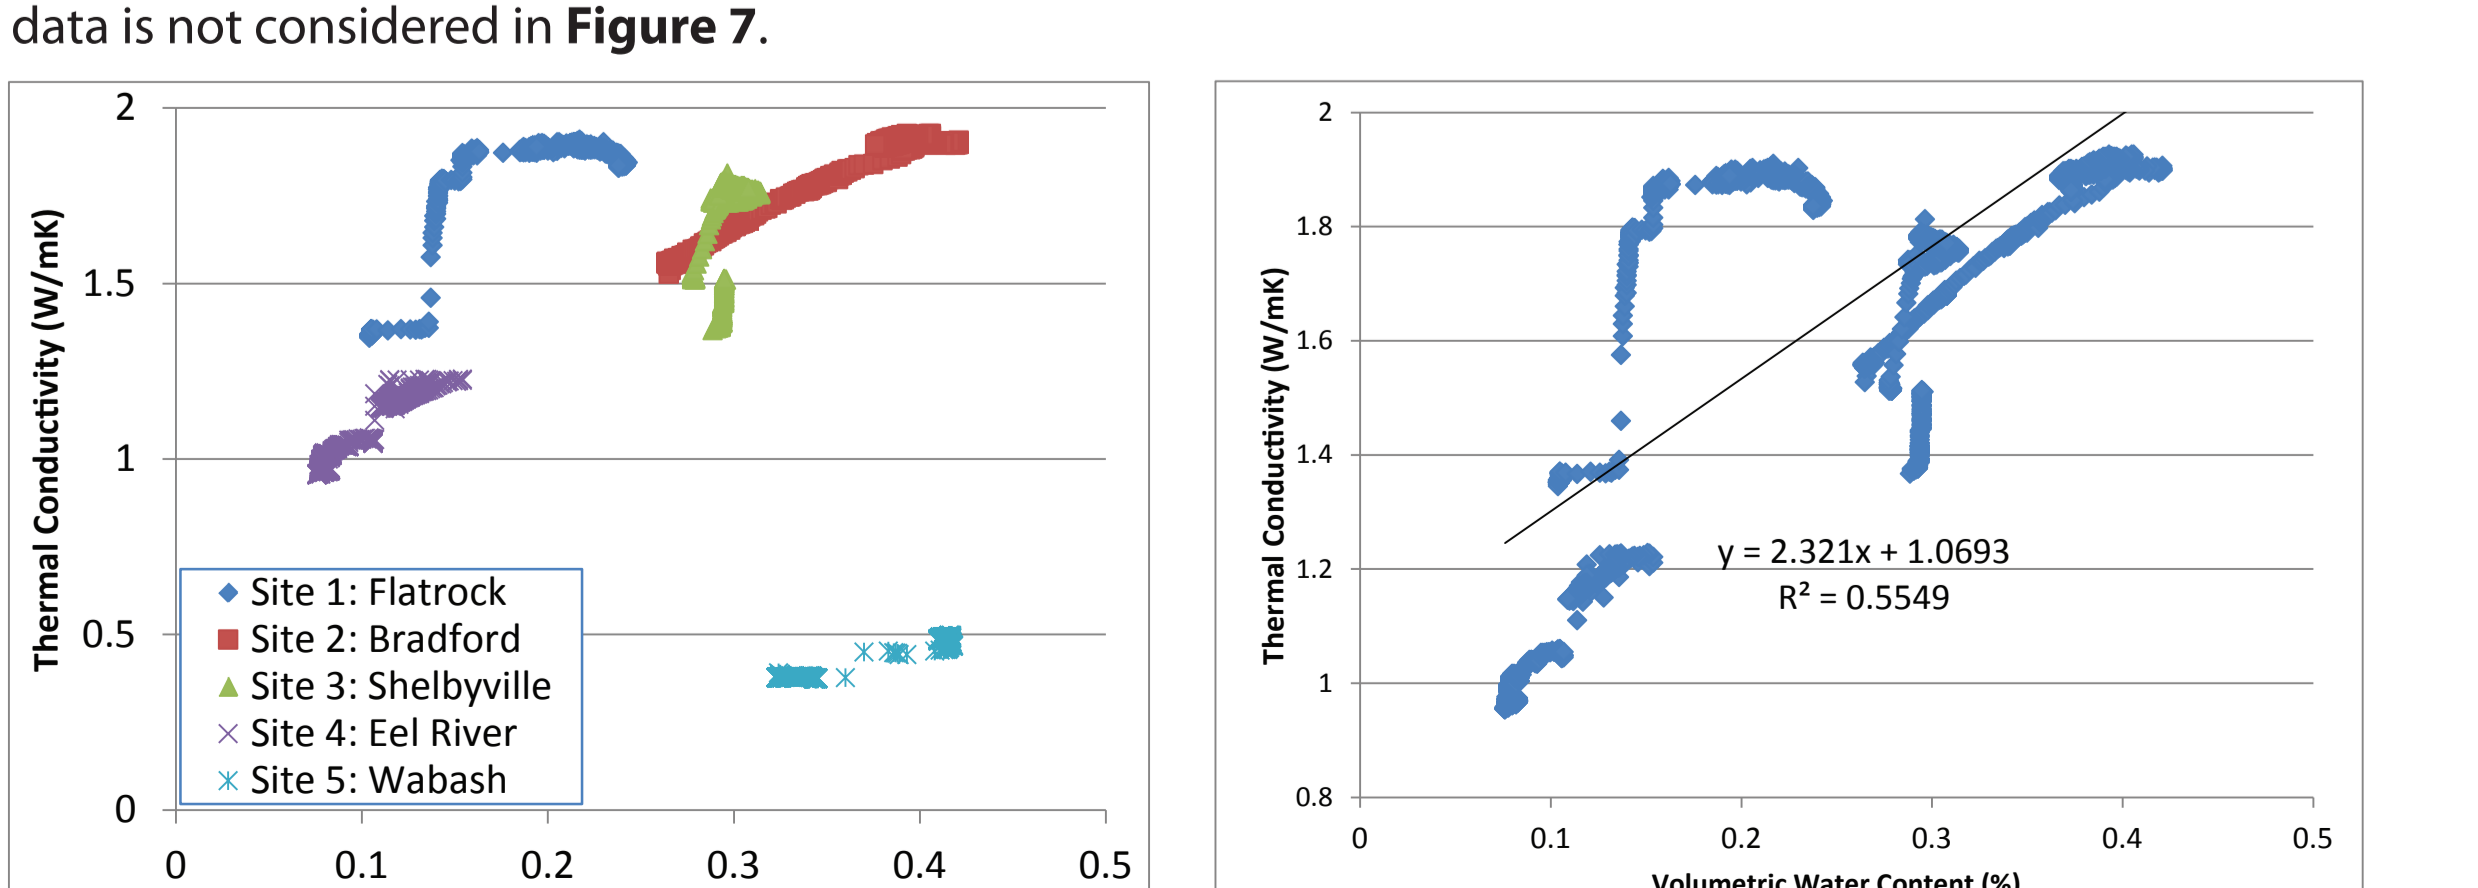 data is not considered in Figure 7.
Thermal Conductivity (W/mK)
2
1.5
1
0.5
0
0 0.1 0.2 0.3 0.4 0.5
Site 1: Flatrock
Site 2: Bradford
Site 3: Shelbyville
Site 4: Eel River
Site 5: Wabash
Thermal Conductivity (W/mK)
2
1.8
1.6
1.4
1.2
1
0.8
0 0.1 0.2 0.3 0.4 0.5
y = 2.321x + 1.0693
R² = 0.5549
Volumetric Water Content (%)